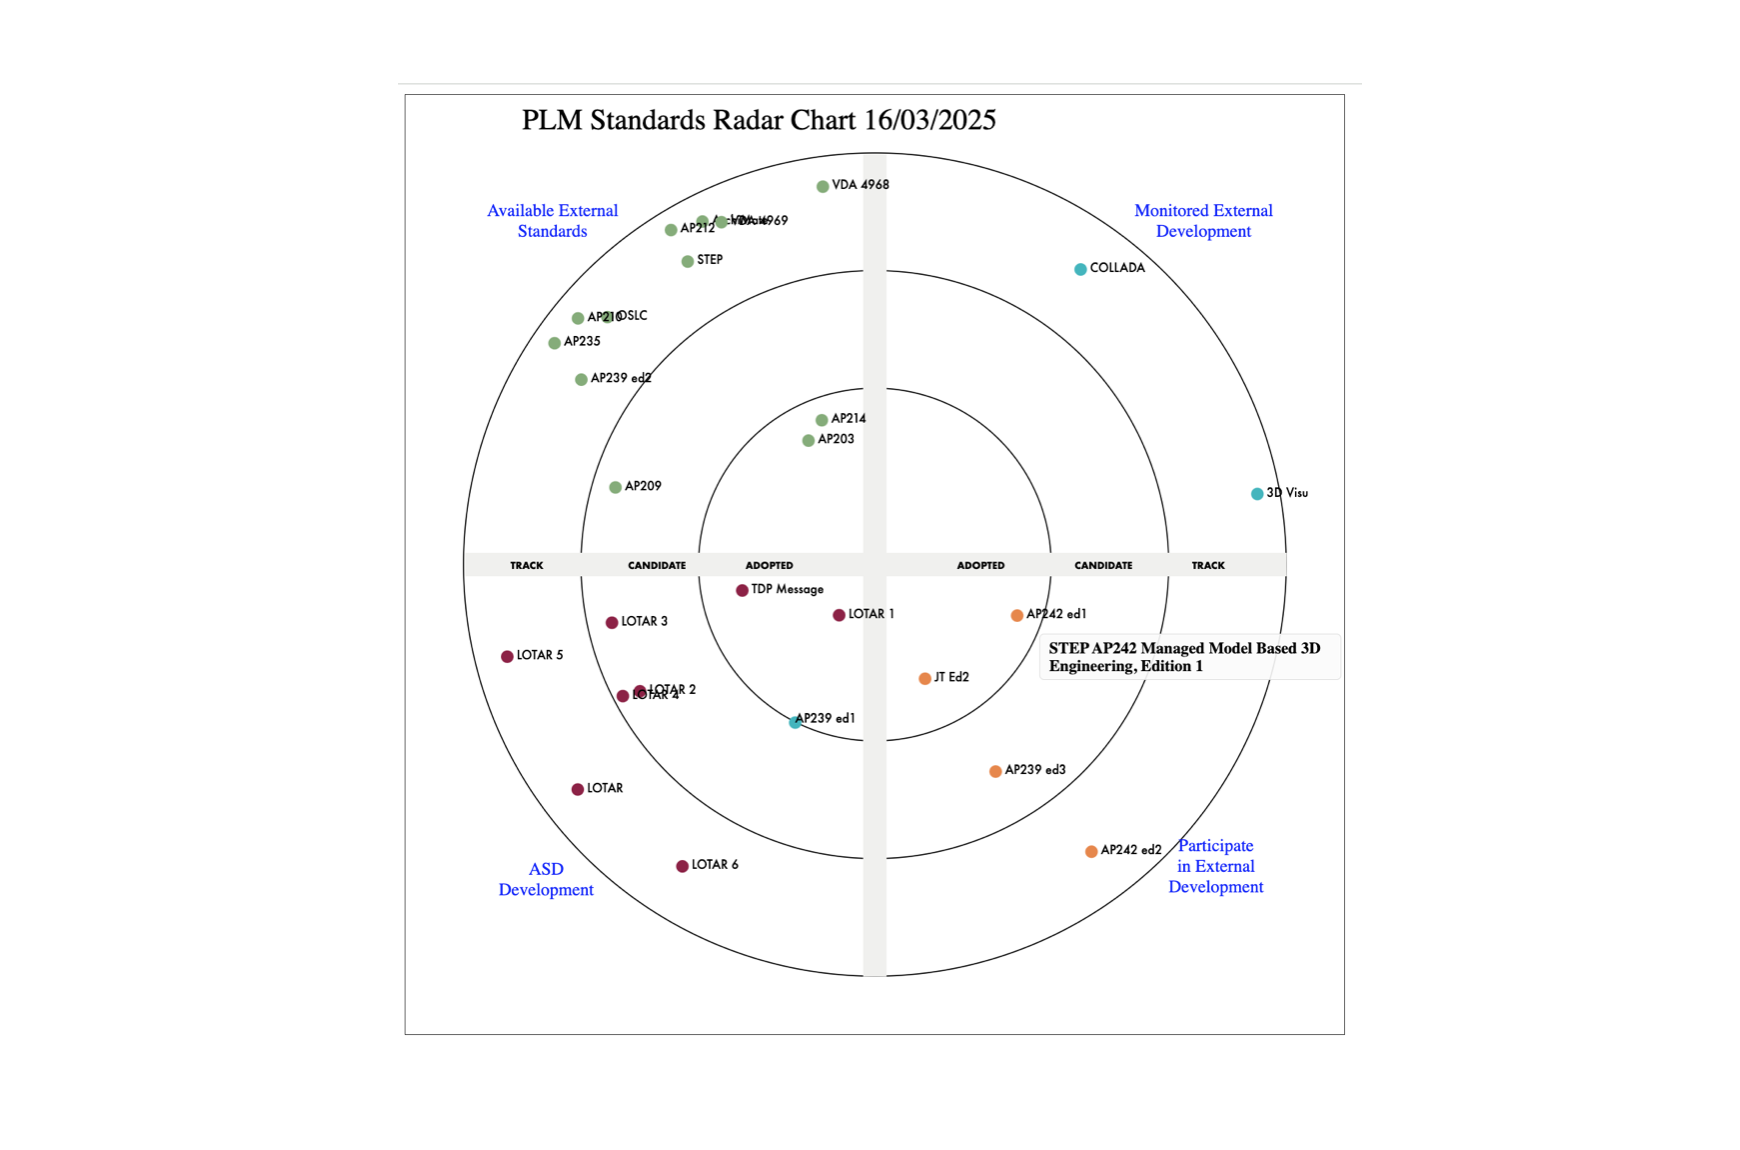 PLM Standards Radar Chart 16/03/2025
Available External
Standards
Monitored External
Development
VDA 4968
VDA 4969
AP212
STEP
COLLADA
AP210
OSLC
AP235
AP239 ed2
AP214
AP203
AP209
3D Visu
TRACK CANDIDATE ADOPTED ADOPTED CANDIDATE TRACK
TDP Message
LOTAR 1
AP242 ed1
LOTAR 3
STEP AP242 Managed Model Based 3D
Engineering, Edition 1
LOTAR 5
JT Ed2
LOTAR 2
LOTAR 4
AP239 ed1
AP239 ed3
LOTAR
AP242 ed2
LOTAR 6
ASD
Development
Participate
in External
Development